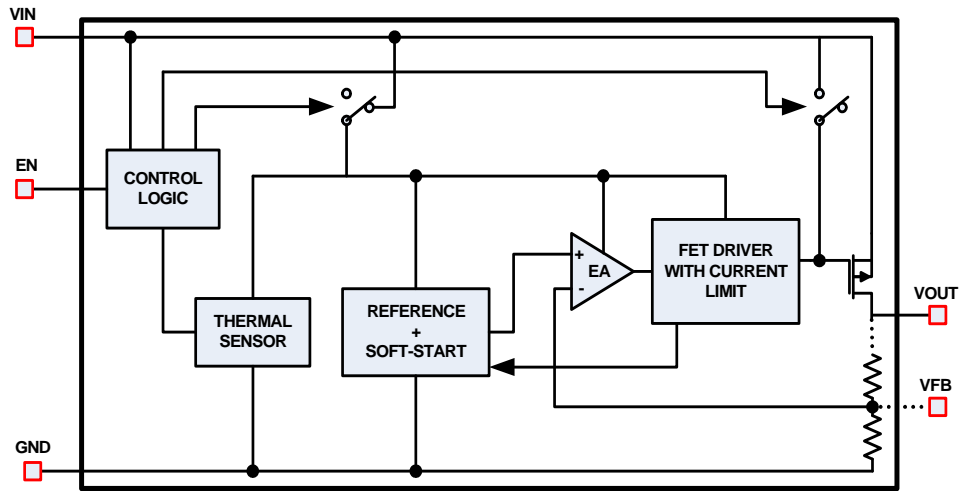 VIN
EN
CONTROL
LOGIC
THERMAL
SENSOR
REFERENCE
+
SOFT-START
+
EA
-
FET DRIVER
WITH CURRENT
LIMIT
VOUT
VFB
GND